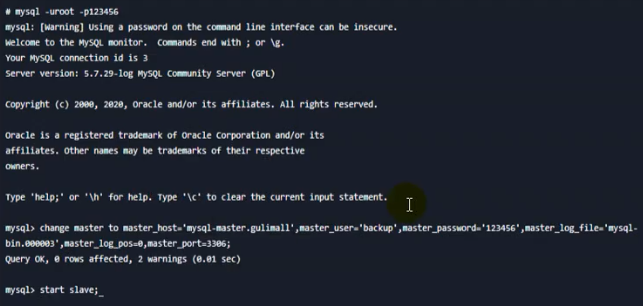 # mysql -uroot -p123456
mysql: [Warning] Using a password on the command line interface can be insecure.
Welcome to the MySQL monitor.  Commands end with ; or \g.
Your MySQL connection id is 3
Server version: 5.7.29-log MySQL Community Server (GPL)
Copyright (c) 2000, 2020, Oracle and/or its affiliates. All rights reserved.
Oracle is a registered trademark of Oracle Corporation and/or its
affiliates. Other names may be trademarks of their respective
owners.
Type 'help;' or '\h' for help. Type '\c' to clear the current input statement.
mysql> change master to master_host='mysql-master.gulimall',master_user='backup',master_password='123456',master_log_file='mysql-
bin.000003',master_log_pos=0,master_port=3306;
Query OK, 0 rows affected, 2 warnings (0.01 sec)
mysql> start slave;_